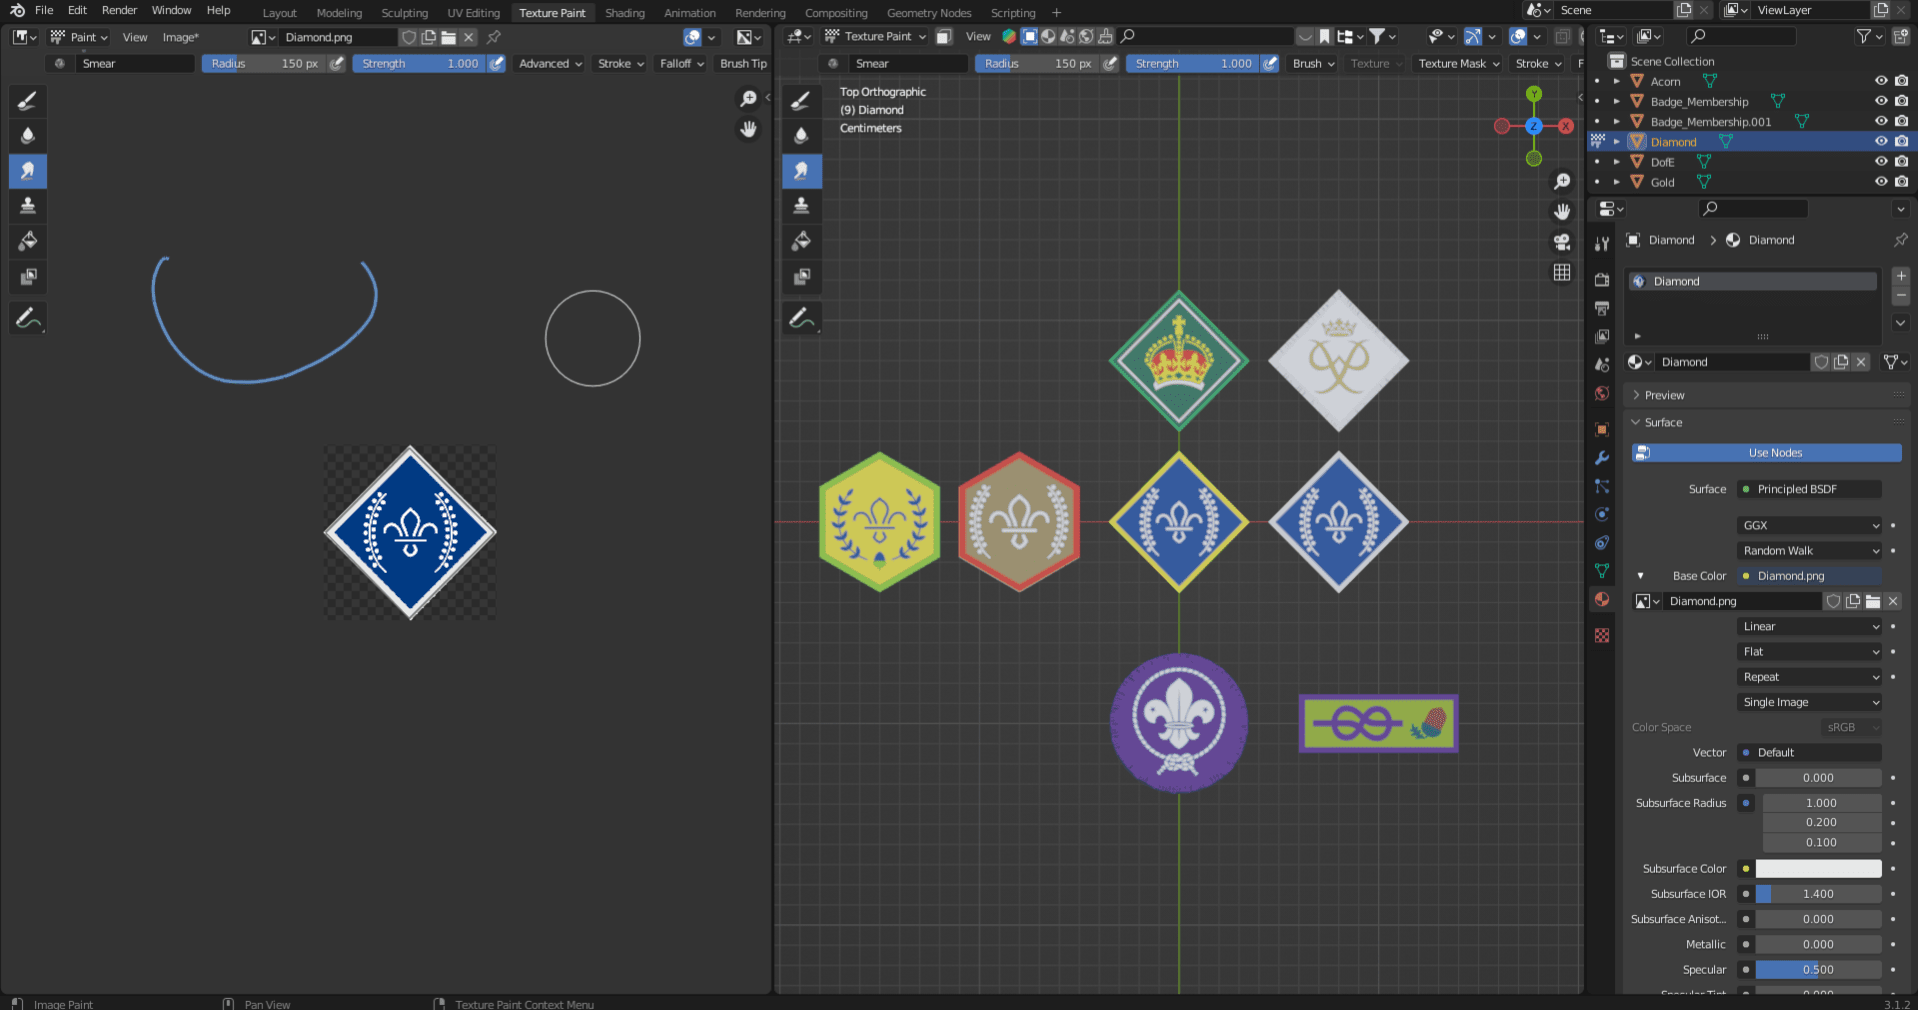 File Edit Render Window Help Layout Modeling Sculpting UV Editing Texture Paint Shading Animation Rendering Compositing Geometry Nodes Scripting + Scene ViewLayer
Paint View Image* Diamond.png
Texture Paint View
Smear Radius 150 px Strength 1.000 Advanced Stroke Falloff Brush Tip
Smear Radius 150 px Strength 1.000 Brush Texture Texture Mask Stroke F
Top Orthographic
(9) Diamond
Centimeters
Y
Z
X
Scene Collection
Acorn
Badge_Membership
Badge_Membership.001
Diamond
DofE
Gold
Diamond > Diamond
Diamond
Diamond
Preview
Surface
Use Nodes
Surface Principled BSDF
GGX
Random Walk
Base Color Diamond.png
Diamond.png
Linear
Flat
Repeat
Single Image
Color Space sRGB
Vector Default
Subsurface 0.000
Subsurface Radius 1.000
0.200
0.100
Subsurface Color
Subsurface IOR 1.400
Subsurface Anisot... 0.000
Metallic 0.000
Specular 0.500
Specular Tint 0.000
Image Paint Pan View Texture Paint Context Menu 3.1.2